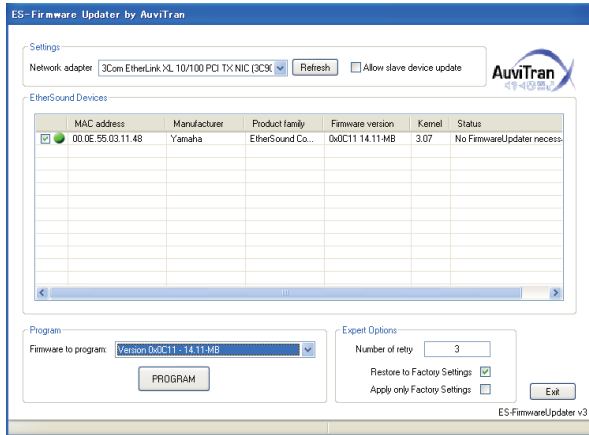 ES-Firmware Updater by AuviTran
Settings
Network adapter 3Com EtherLink XL 10/100 PCI TX NIC (3C90 Refresh Allow slave device update
AuviTran
EtherSound Devices
MAC address Manufacturer Product family Firmware version Kernel Status
00.0E.55.03.11.48 Yamaha EtherSound Co... 0x0C11 14.11-MB 3.07 No FirmwareUpdater necess
Program
Firmware to program: Version 0x0C11 - 14.11-MB
PROGRAM
Expert Options
Number of retry 3
Restore to Factory Settings
Apply only Factory Settings
Exit
ES-FirmwareUpdater v3